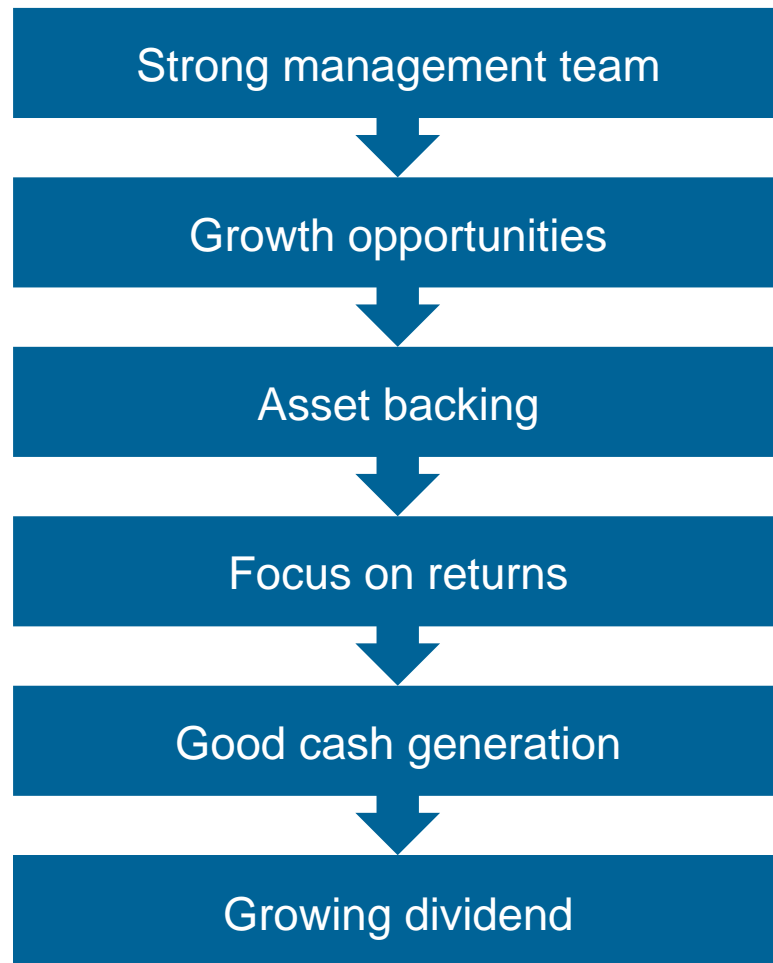 Strong management team
Growth opportunities
Asset backing
Focus on returns
Good cash generation
Growing dividend